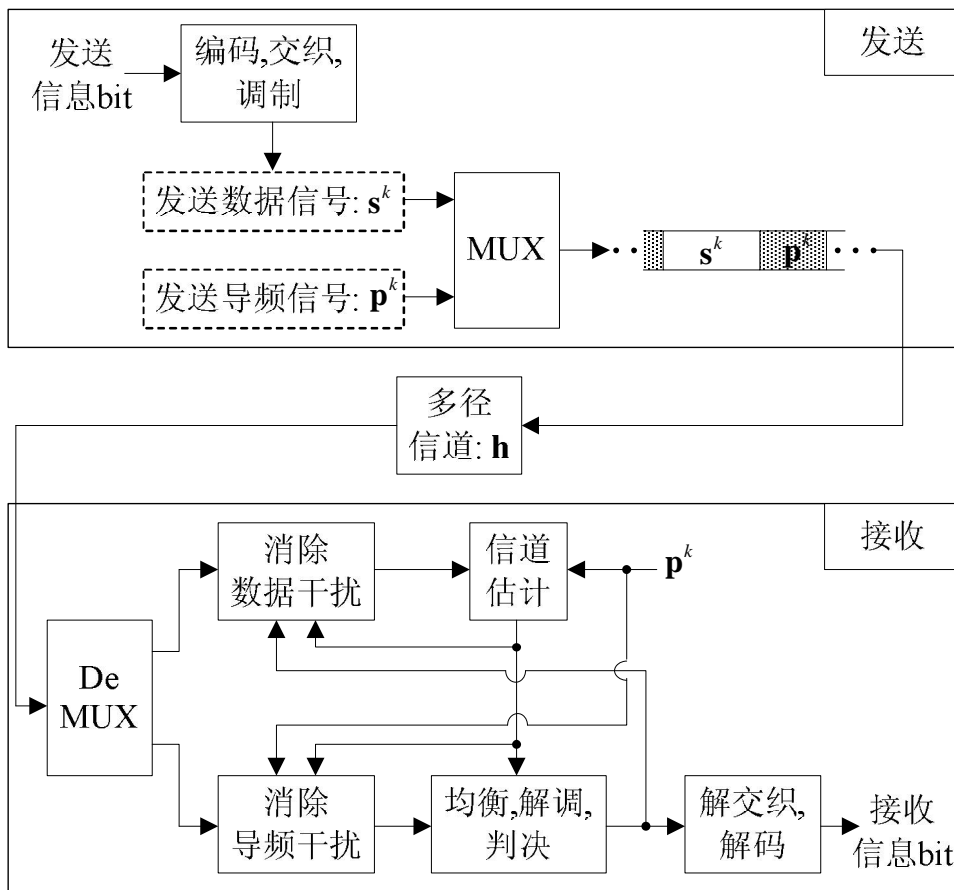 发送
发送
信息bit
编码,交织,
调制
发送数据信号: s^k
MUX
s^k
p^k
发送导频信号: p^k
多径
信道: h
接收
消除
数据干扰
信道
估计
p^k
De
MUX
消除
导频干扰
均衡,解调,
判决
解交织,
解码
接收
信息bit